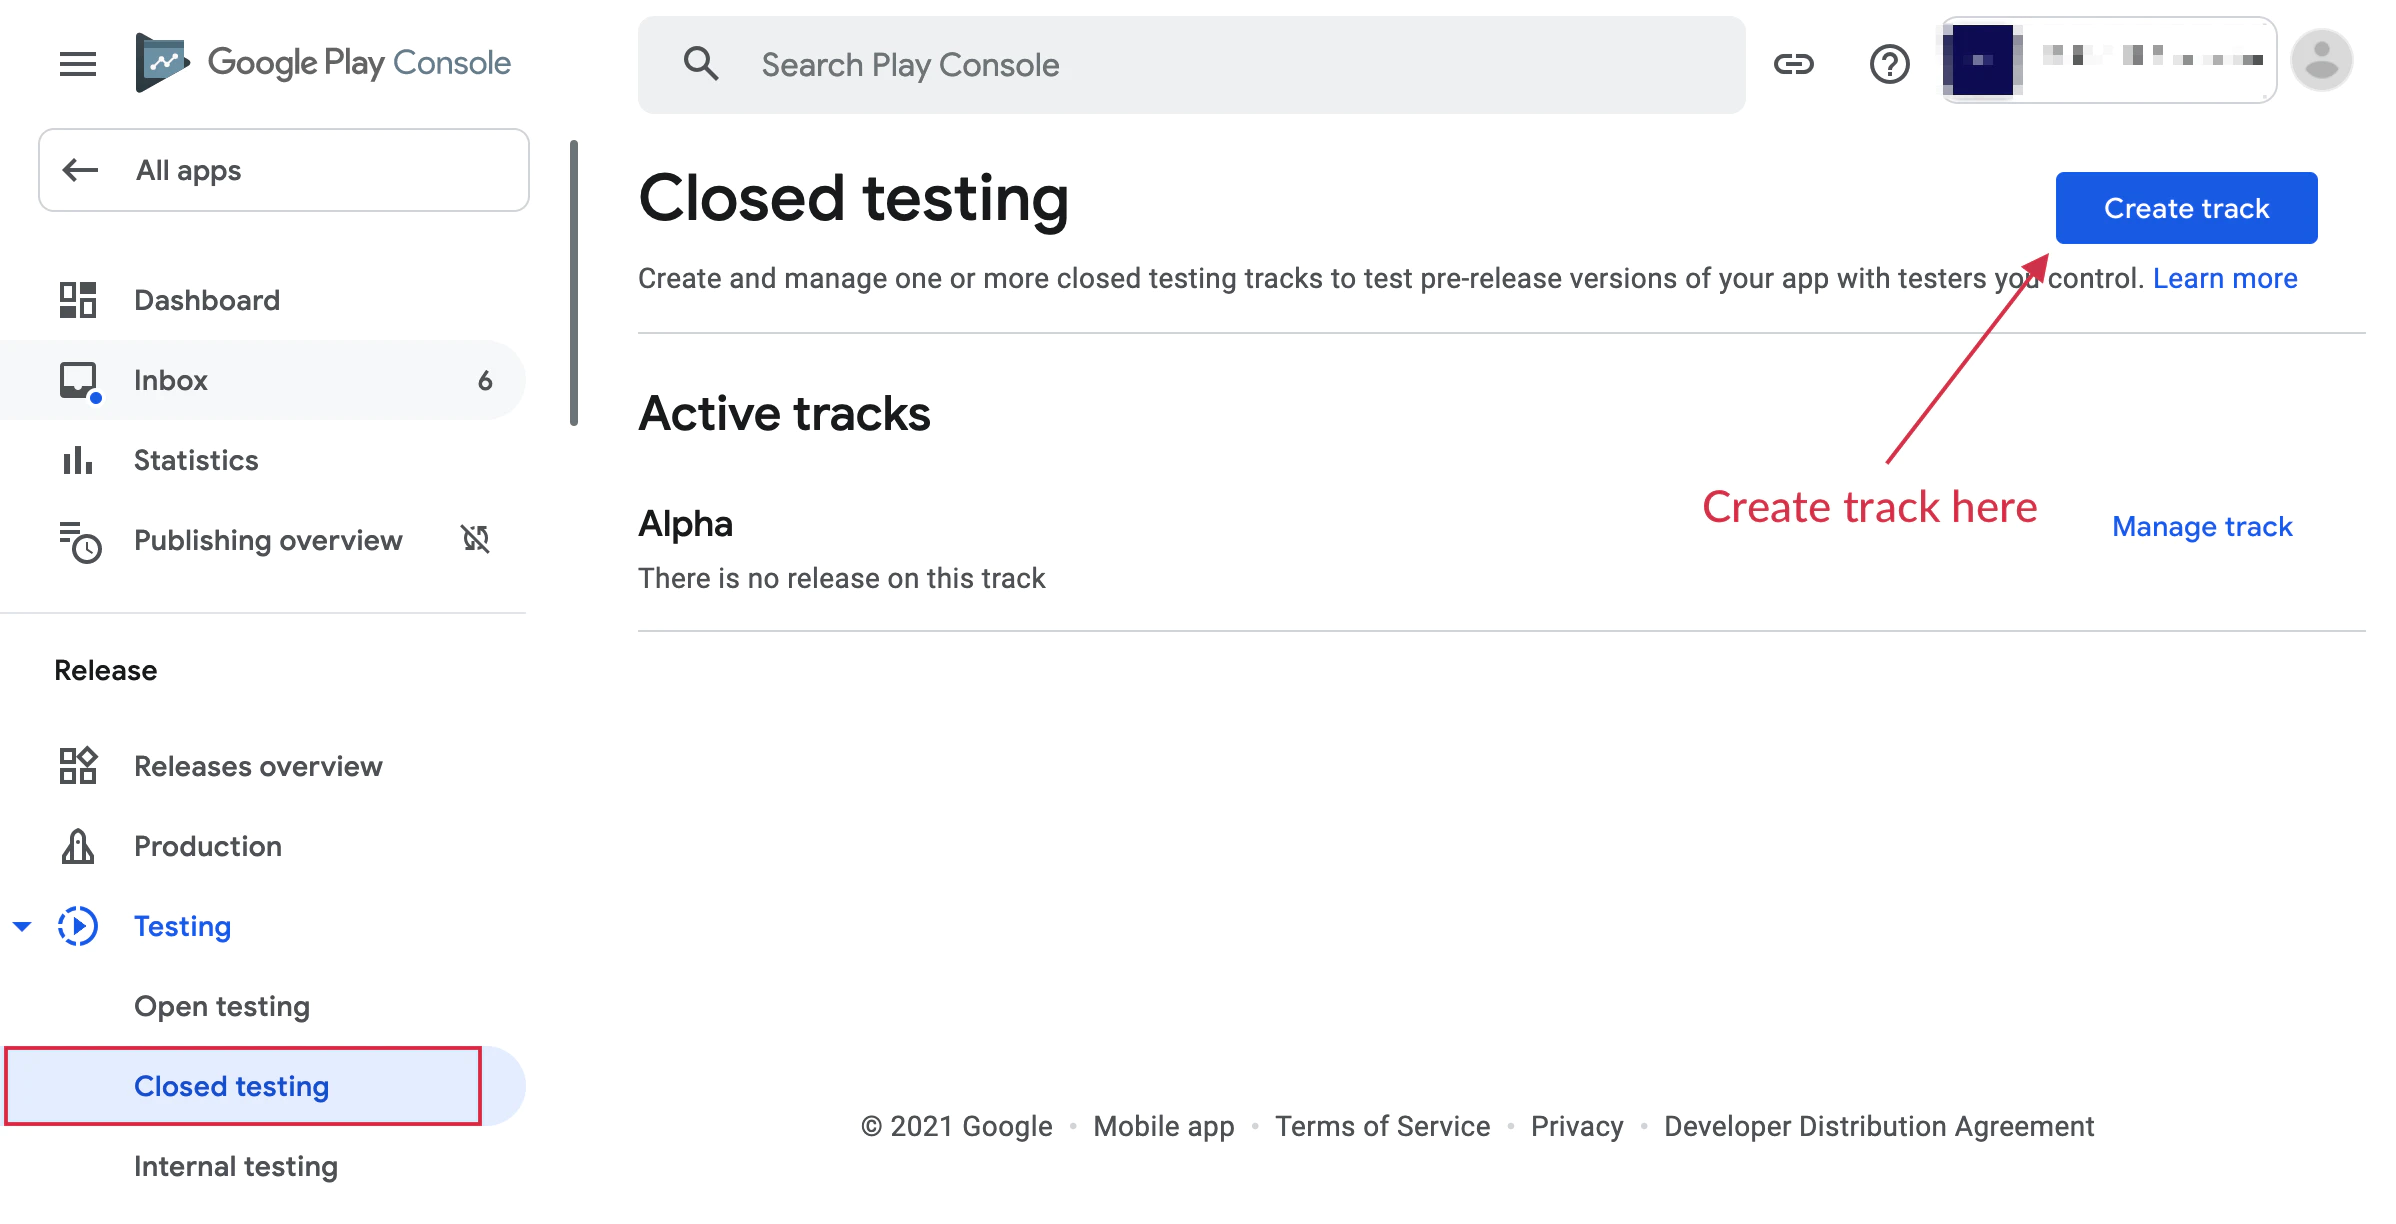 Google Play Console
Search Play Console
All apps
Dashboard
Inbox 6
Statistics
Publishing overview
Release
Releases overview
Production
Testing
Open testing
Closed testing
Internal testing
Closed testing
Create track
Create and manage one or more closed testing tracks to test pre-release versions of your app with testers you control. Learn more
Active tracks
Create track here
Alpha
Manage track
There is no release on this track
© 2021 Google • Mobile app • Terms of Service • Privacy • Developer Distribution Agreement